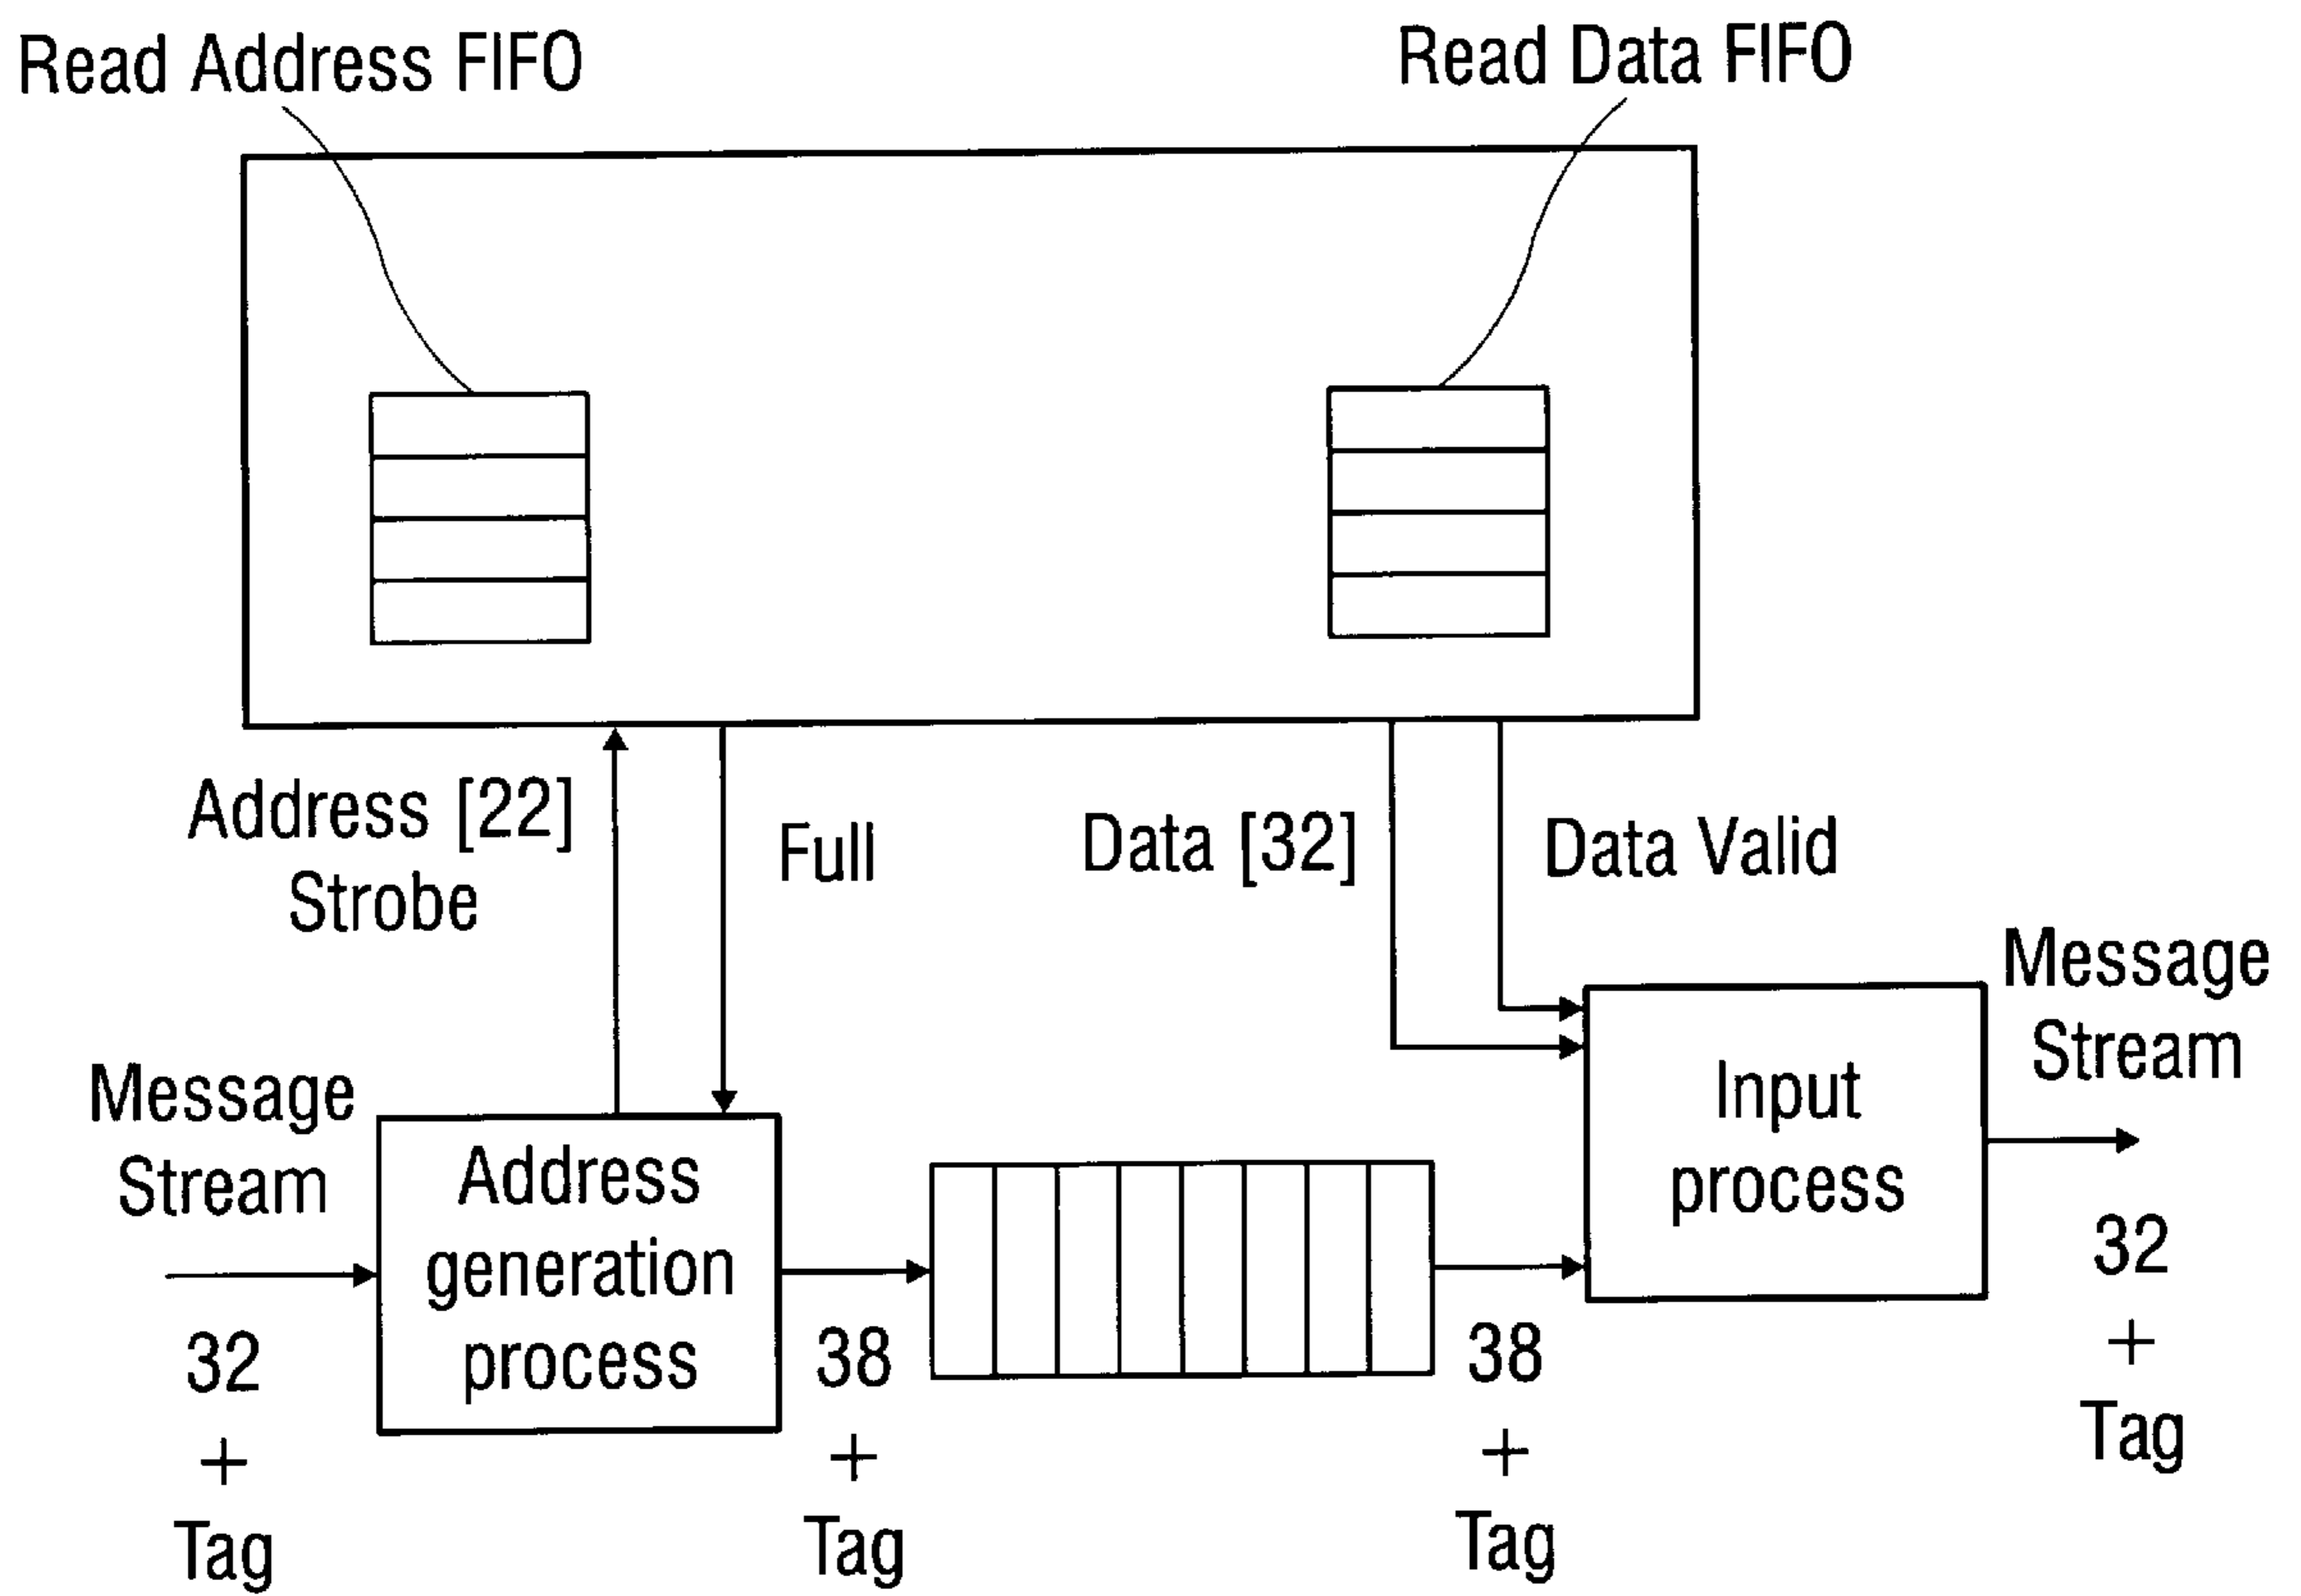 Read Address FIFO
Read Data FIFO
Address [22]
Strobe
Full
Data [32]
Data Valid
Message
Stream
32
+
Tag
Address
generation
process
38
+
Tag
38
+
Tag
Input
process
Message
Stream
32
+
Tag